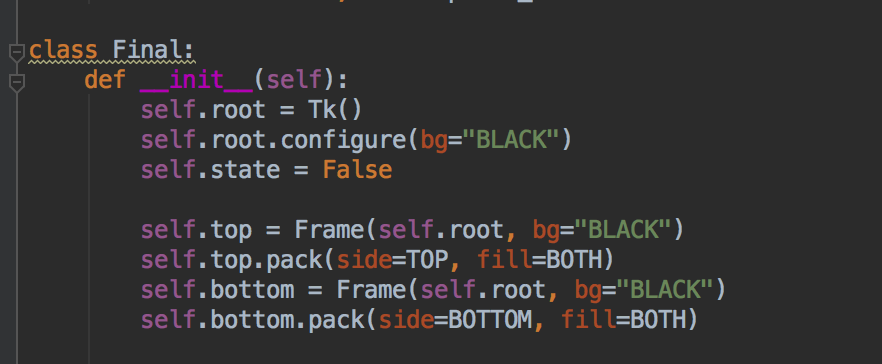 class Final:
    def __init__(self):
        self.root = Tk()
        self.root.configure(bg="BLACK")
        self.state = False

        self.top = Frame(self.root, bg="BLACK")
        self.top.pack(side=TOP, fill=BOTH)
        self.bottom = Frame(self.root, bg="BLACK")
        self.bottom.pack(side=BOTTOM, fill=BOTH)